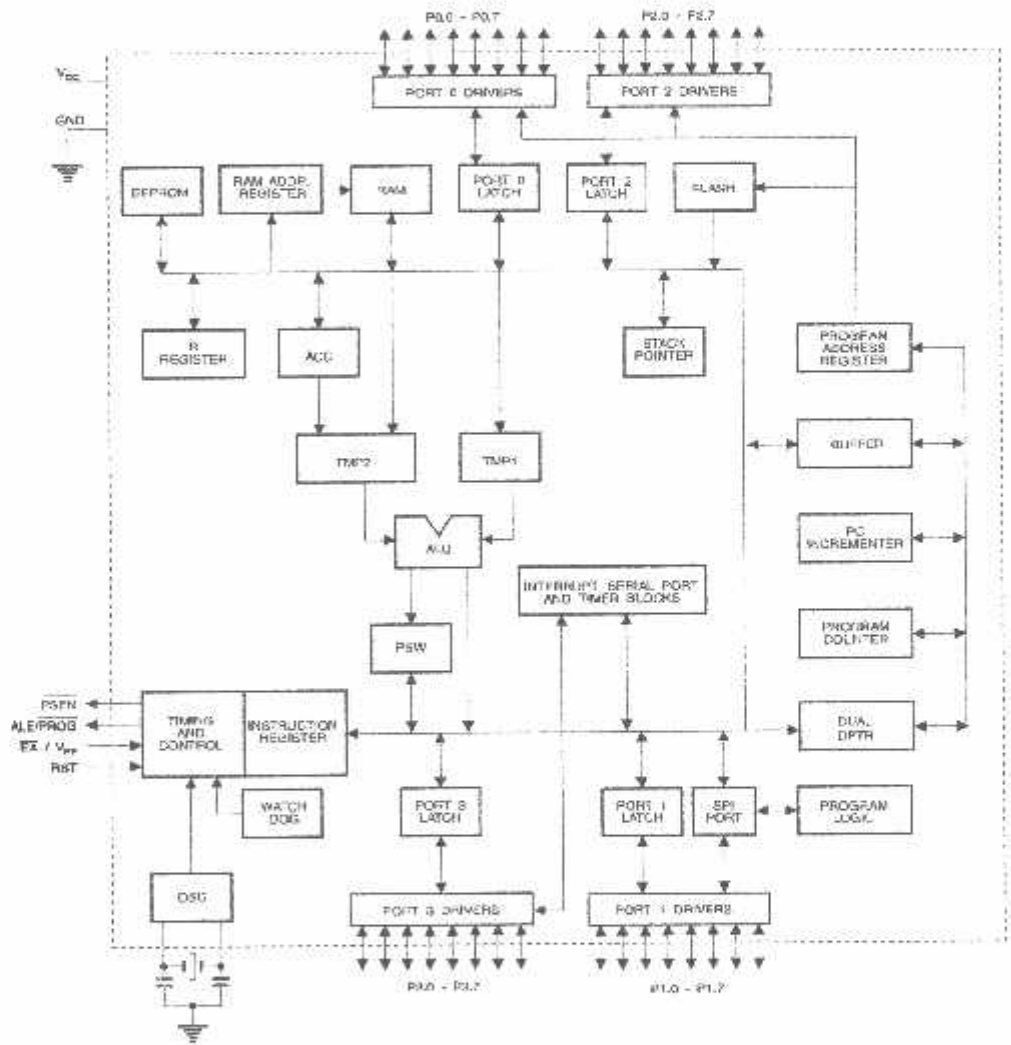 P0.0 - P0.7
P2.0 - P2.7
PORT 0 DRIVERS
PORT 2 DRIVERS
VCC
GND
EEPROM
RAM ADDR.
REGISTER
RAM
PORT 0
LATCH
PORT 2
LATCH
FLASH
B
REGISTER
ACC
STACK
POINTER
PROGRAM
ADDRESS
REGISTER
TMP2
TMP1
BUFFER
ALU
PC
INCREMENTER
INTERRUPT, SERIAL PORT
AND TIMER BLOCKS
PSW
PROGRAM
COUNTER
PSEN
ALE/PROG
EA / VPP
RST
TIMING
AND
CONTROL
INSTRUCTION
REGISTER
DUAL
DPTR
WATCH
DOG
PORT 3
LATCH
PORT 1
LATCH
SPI
PORT
PROGRAM
LOGIC
OSC
PORT 3 DRIVERS
PORT 1 DRIVERS
P3.0 - P3.7
P1.0 - P1.7